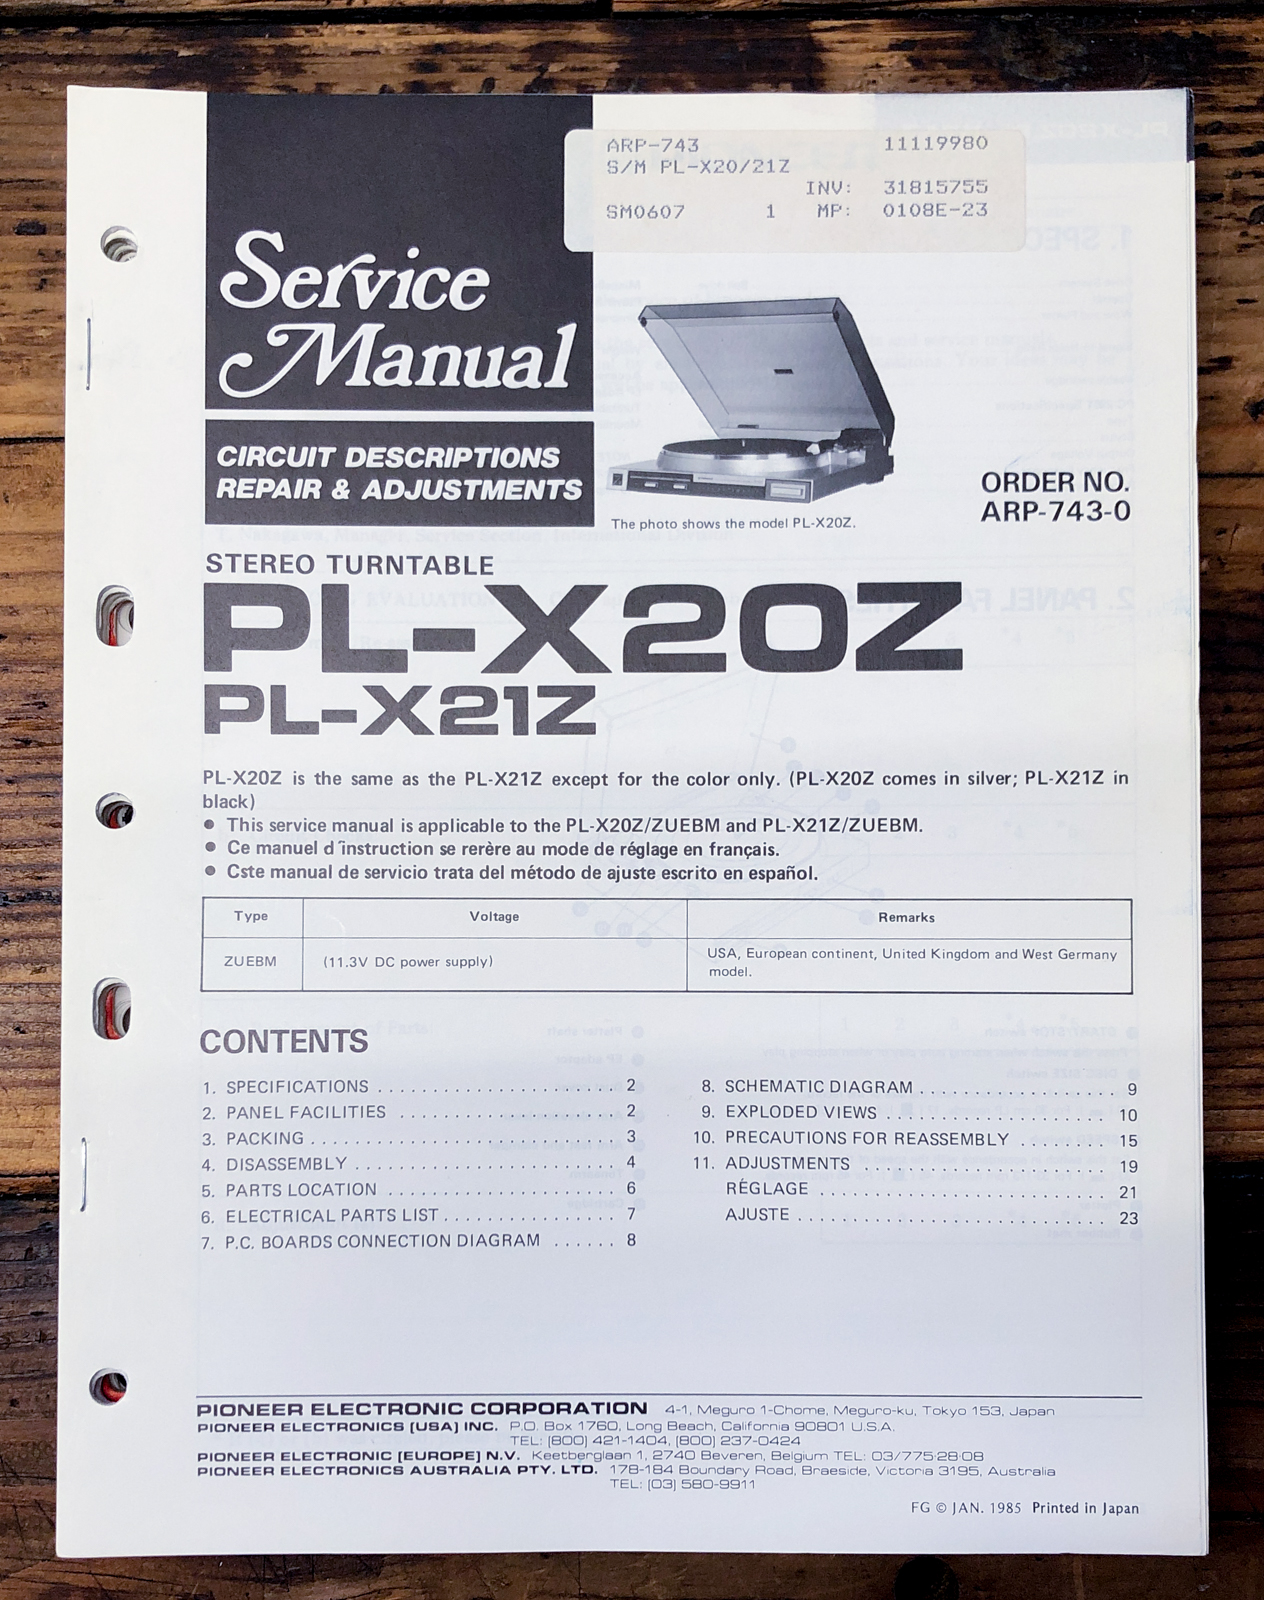 ARP-743 11119980
S/M PL-X20/21Z
INV: 31815755
SM0607 1 MP: 0108E-23
Service
Manual
CIRCUIT DESCRIPTIONS
REPAIR & ADJUSTMENTS
The photo shows the model PL-X20Z.
ORDER NO.
ARP-743-0
STEREO TURNTABLE
PL-X20Z
PL-X21Z
PL-X20Z is the same as the PL-X21Z except for the color only. (PL-X20Z comes in silver; PL-X21Z in
black)
● This service manual is applicable to the PL-X20Z/ZUEBM and PL-X21Z/ZUEBM.
● Ce manuel d´instruction se rerère au mode de réglage en français.
● Cste manual de servicio trata del método de ajuste escrito en español.
Type Voltage Remarks
ZUEBM (11.3V DC power supply) USA, European continent, United Kingdom and West Germany
model.
CONTENTS
1. SPECIFICATIONS . . . . . . . . . . . . . . . . . . . . . . 2
2. PANEL FACILITIES . . . . . . . . . . . . . . . . . . . . 2
3. PACKING . . . . . . . . . . . . . . . . . . . . . . . . . . . . 3
4. DISASSEMBLY . . . . . . . . . . . . . . . . . . . . . . . . 4
5. PARTS LOCATION . . . . . . . . . . . . . . . . . . . . . 6
6. ELECTRICAL PARTS LIST . . . . . . . . . . . . . . . . 7
7. P.C. BOARDS CONNECTION DIAGRAM . . . . . . 8
8. SCHEMATIC DIAGRAM . . . . . . . . . . . . . . . . . . 9
9. EXPLODED VIEWS . . . . . . . . . . . . . . . . . . . . 10
10. PRECAUTIONS FOR REASSEMBLY . . . . . . . 15
11. ADJUSTMENTS . . . . . . . . . . . . . . . . . . . . . . 19
RÉGLAGE . . . . . . . . . . . . . . . . . . . . . . . . . . 21
AJUSTE . . . . . . . . . . . . . . . . . . . . . . . . . . . . 23
PIONEER ELECTRONIC CORPORATION 4-1, Meguro 1-Chome, Meguro-ku, Tokyo 153, Japan
PIONEER ELECTRONICS [USA] INC. P.O. Box 1760, Long Beach, California 90801 U.S.A.
TEL: [800] 421-1404, [800] 237-0424
PIONEER ELECTRONIC [EUROPE] N.V. Keetberglaan 1, 2740 Beveren, Belgium TEL: 03/775·28·08
PIONEER ELECTRONICS AUSTRALIA PTY. LTD. 178-184 Boundary Road, Braeside, Victoria 3195, Australia
TEL: [03] 580-9911
FG © JAN. 1985 Printed in Japan